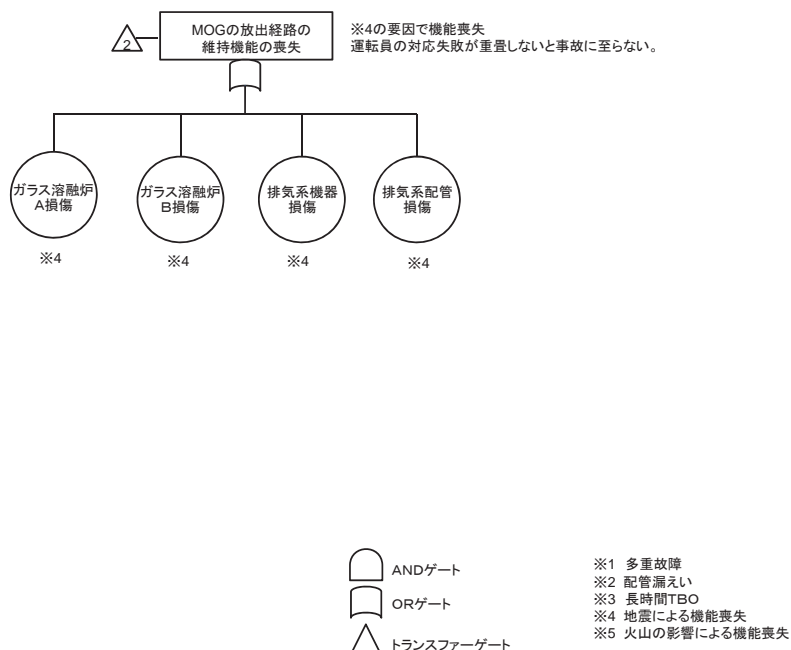 2
MOGの放出経路の
維持機能の喪失
※4の要因で機能喪失
運転員の対応失敗が重畳しないと事故に至らない。
ガラス溶融炉
A損傷
ガラス溶融炉
B損傷
排気系機器
損傷
排気系配管
損傷
※4
※4
※4
※4
ANDゲート
ORゲート
トランスファーゲート
※1 多重故障
※2 配管漏えい
※3 長時間TBO
※4 地震による機能喪失
※5 火山の影響による機能喪失